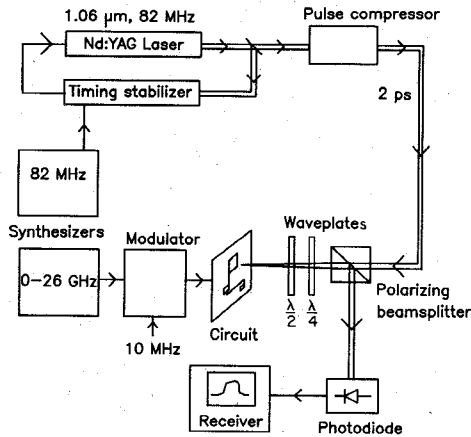 1.06 μm, 82 MHz
Pulse compressor
Nd:YAG Laser
Timing stabilizer
2 ps
82 MHz
Synthesizers
Modulator
Waveplates
0-26 GHz
λ/2
λ/4
Polarizing
beamsplitter
Circuit
10 MHz
Receiver
Photodiode